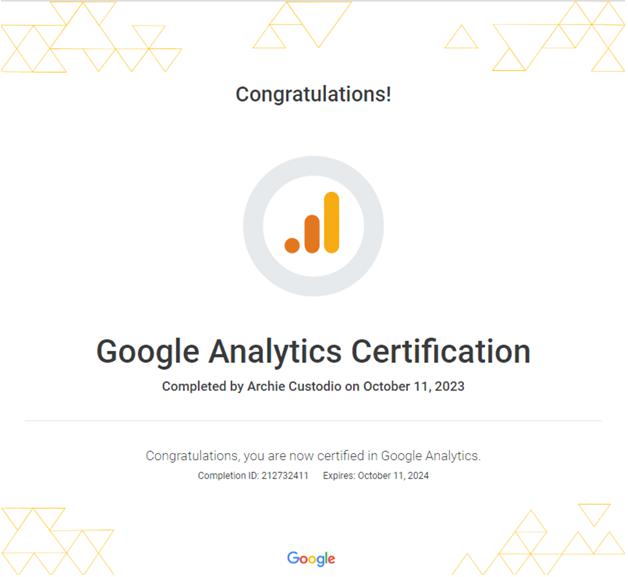 Congratulations!
Google Analytics Certification
Completed by Archie Custodio on October 11, 2023
Congratulations, you are now certified in Google Analytics.
Completion ID: 212732411 Expires: October 11, 2024
Google